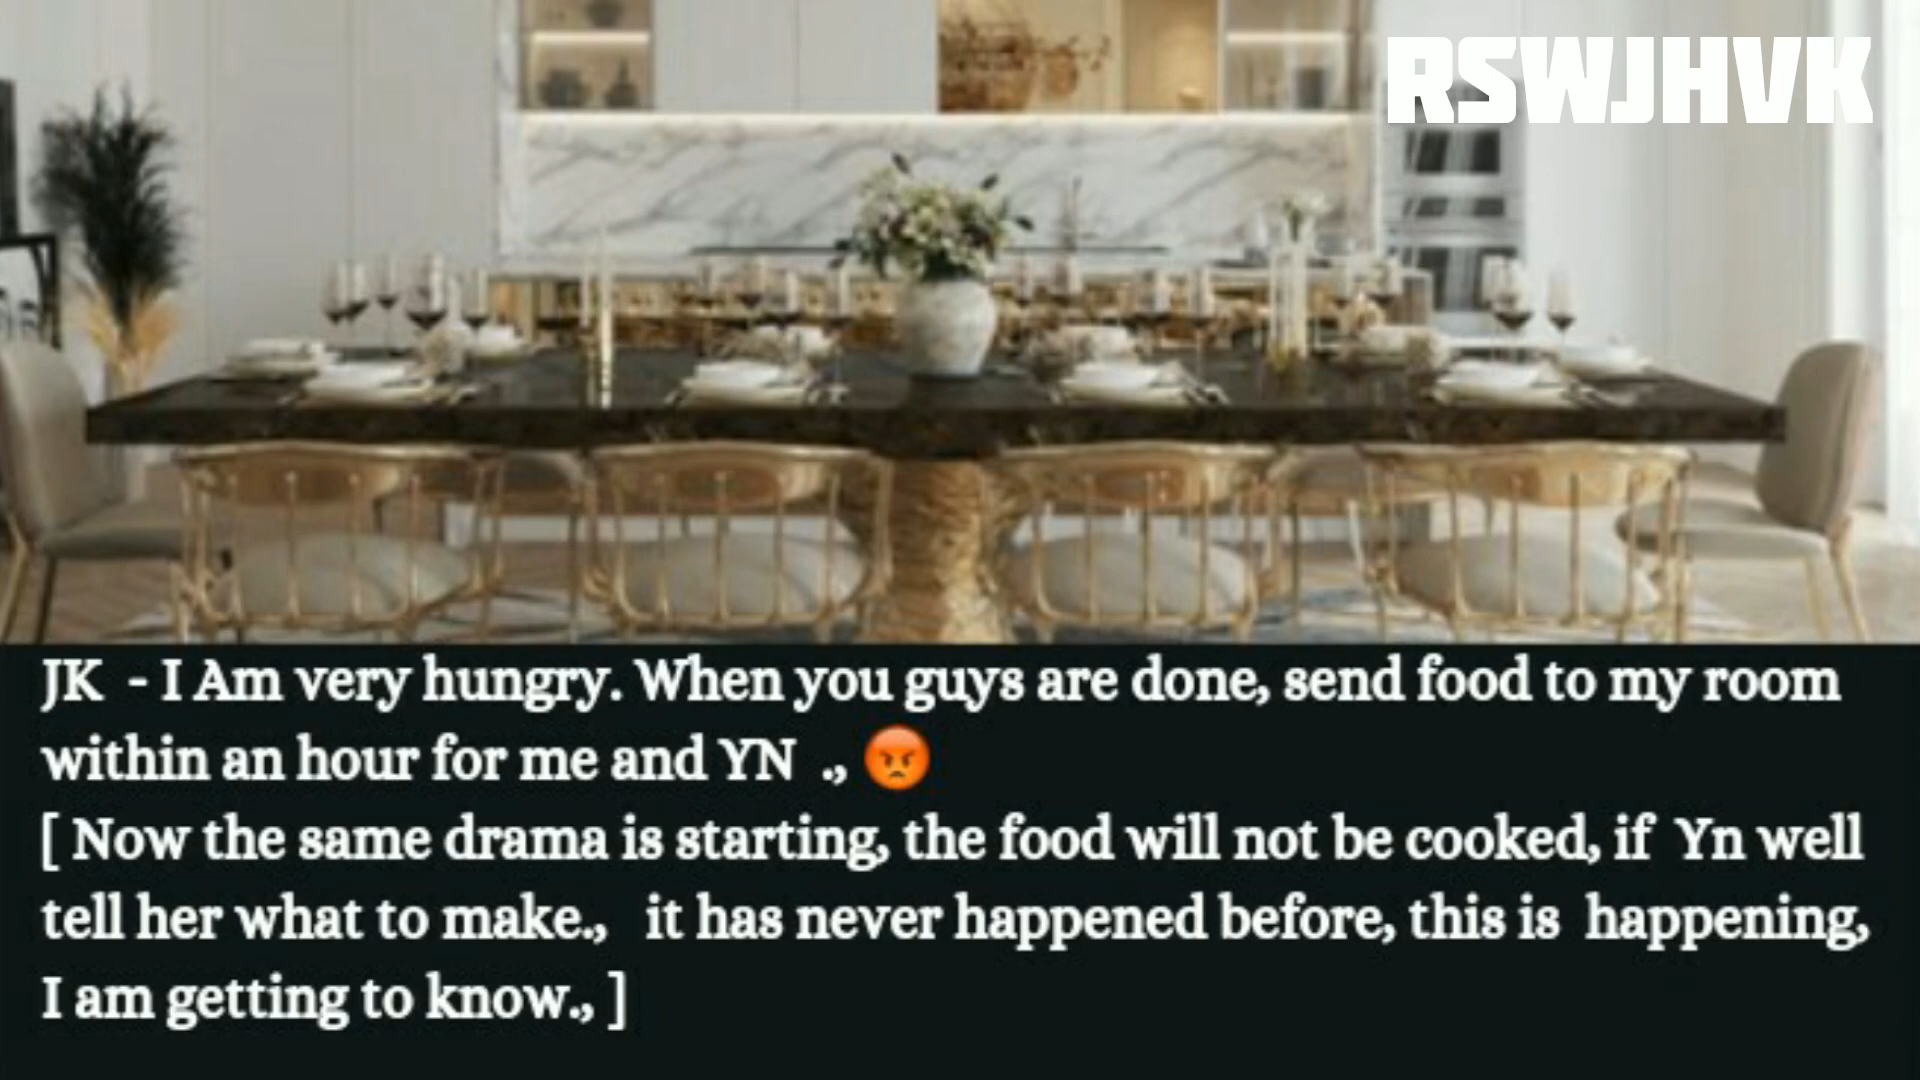 RSWJHVK
JK - I Am very hungry. When you guys are done, send food to my room
within an hour for me and YN ., 😡
[ Now the same drama is starting, the food will not be cooked, if Yn well
tell her what to make., it has never happened before, this is happening,
I am getting to know., ]